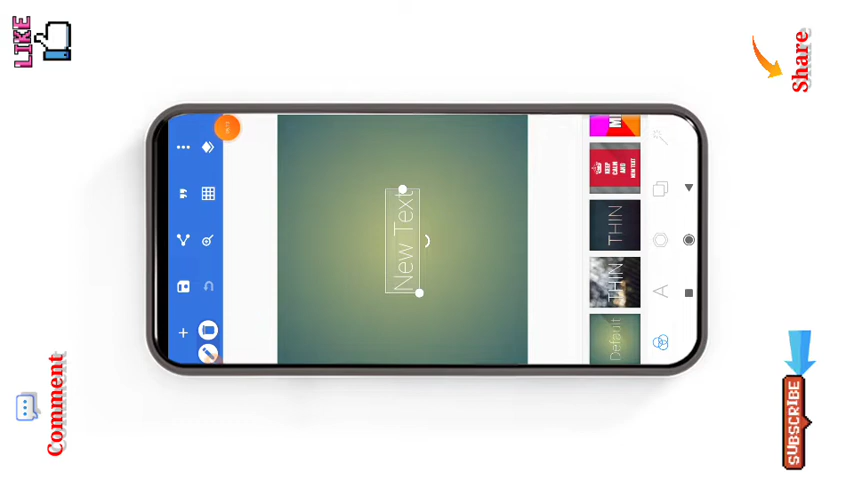 LIKE
Share
New Text
KEEP
CALM
AND
NEW TEXT
THIN
THIN
Default
A
Comment
SUBSCRIBE